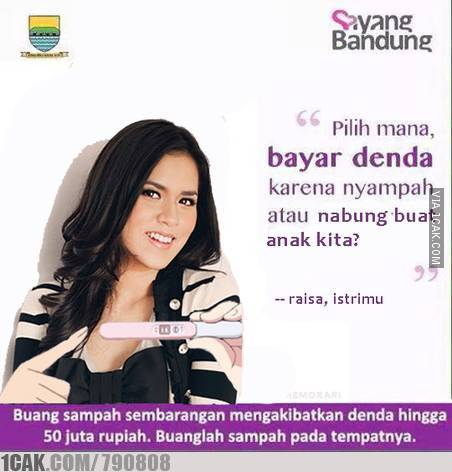 Sayang
Bandung
“ Pilih mana,
bayar denda
karena nyampah
atau nabung buat
anak kita?
”
-- raisa, istrimu
VIA 1CAK.COM
Buang sampah sembarangan mengakibatkan denda hingga
50 juta rupiah. Buanglah sampah pada tempatnya.
1CAK.COM/790808